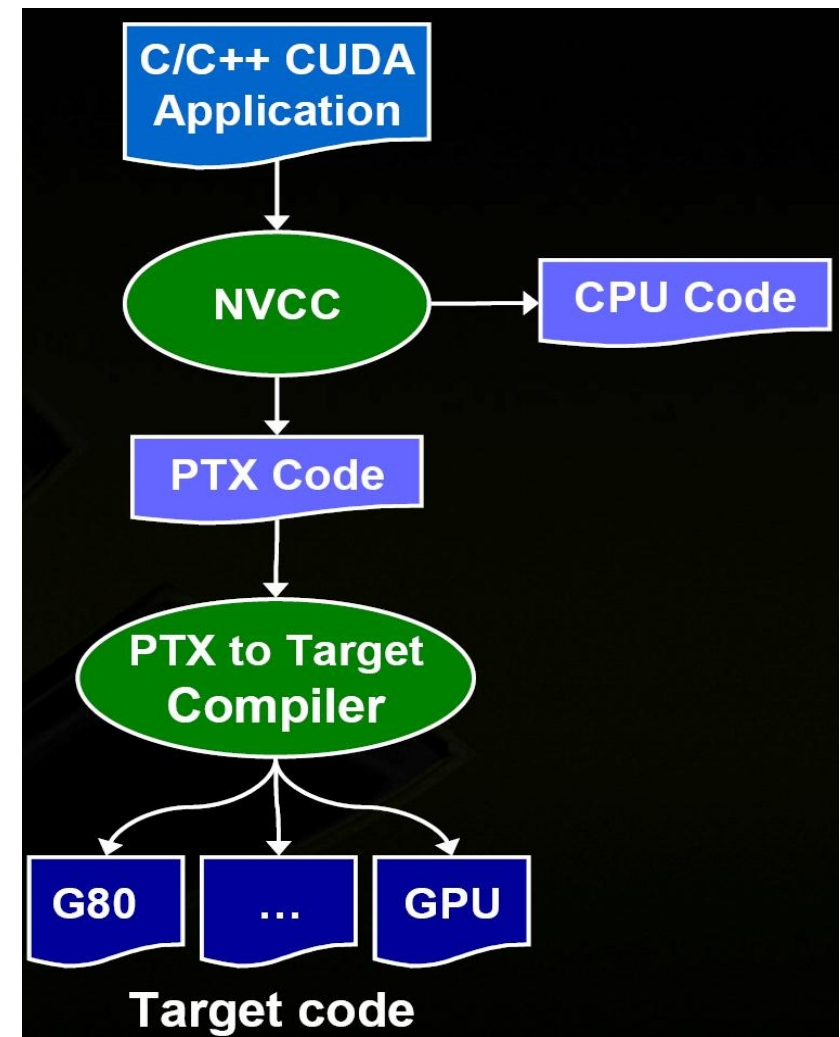 C/C++ CUDA
Application
NVCC
CPU Code
PTX Code
PTX to Target
Compiler
G80
...
GPU
Target code